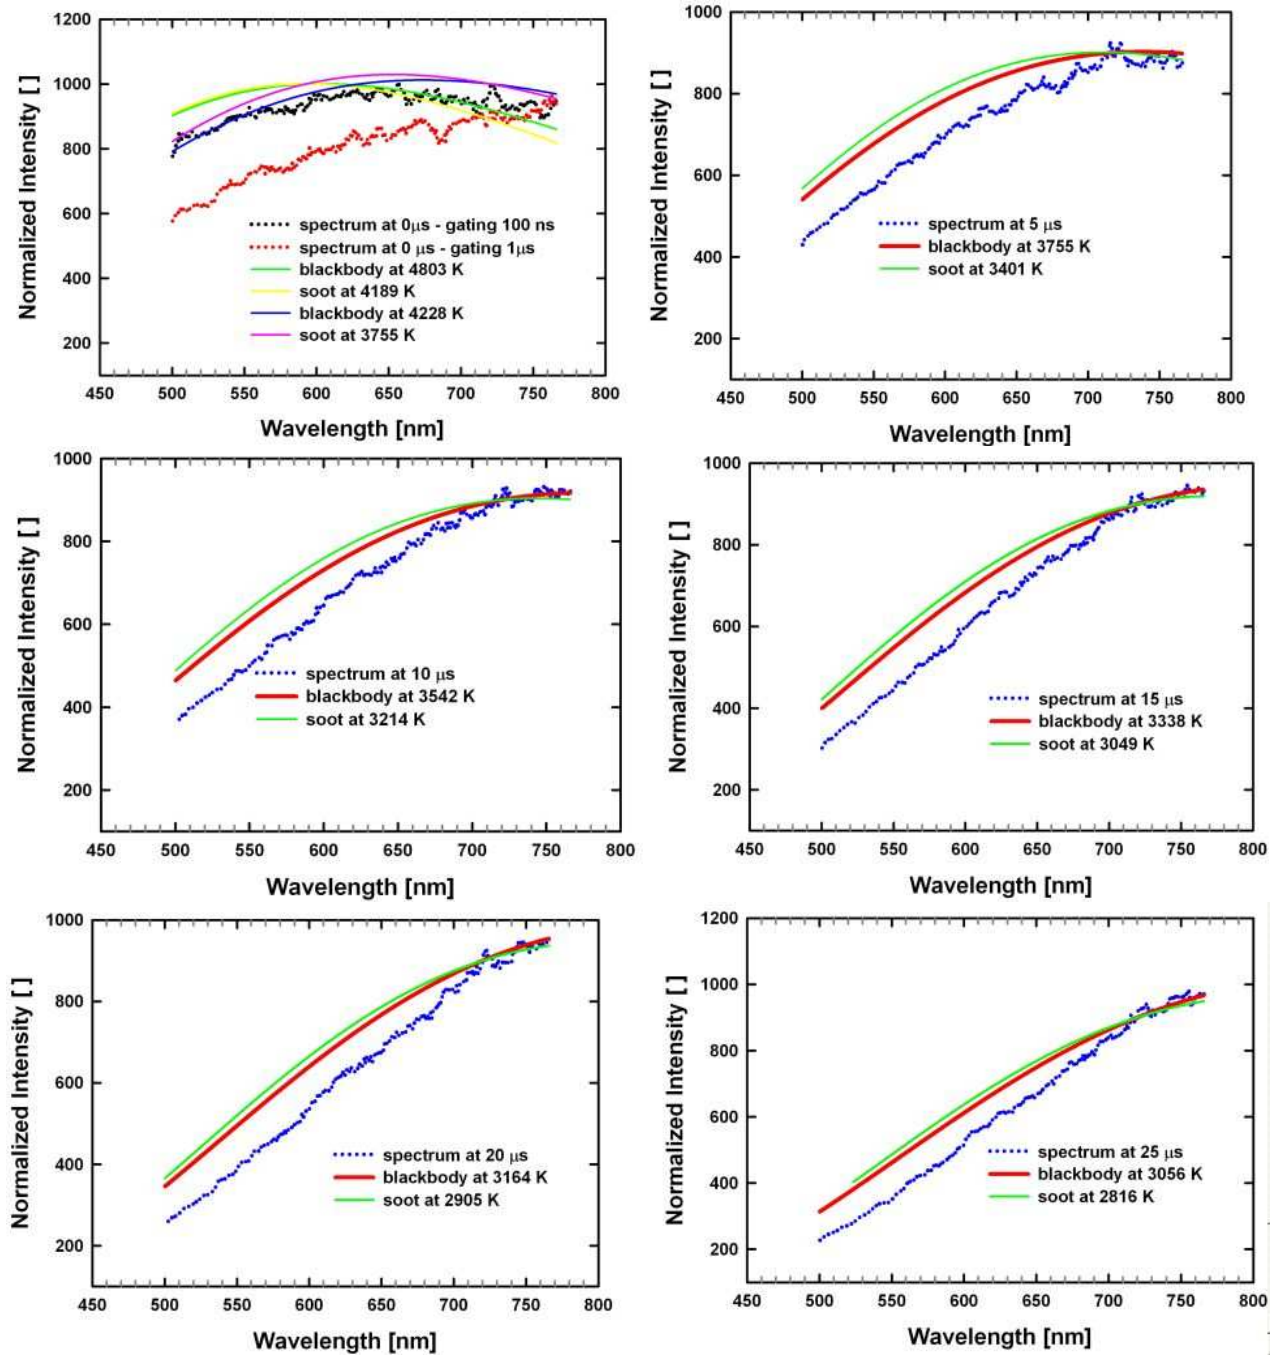 1200
1000
800
600
400
200
450 500 550 600 650 700 750 800
Normalized Intensity [ ]
Wavelength [nm]
spectrum at 0µs - gating 100 ns
spectrum at 0 µs - gating 1µs
blackbody at 4803 K
soot at 4189 K
blackbody at 4228 K
soot at 3755 K
1000
800
600
400
200
450 500 550 600 650 700 750 800
Normalized Intensity [ ]
Wavelength [nm]
spectrum at 5 µs
blackbody at 3755 K
soot at 3401 K
1000
800
600
400
200
450 500 550 600 650 700 750 800
Normalized Intensity [ ]
Wavelength [nm]
spectrum at 10 µs
blackbody at 3542 K
soot at 3214 K
1000
800
600
400
200
450 500 550 600 650 700 750 800
Normalized Intensity [ ]
Wavelength [nm]
spectrum at 15 µs
blackbody at 3338 K
soot at 3049 K
1000
800
600
400
200
450 500 550 600 650 700 750 800
Normalized Intensity [ ]
Wavelength [nm]
spectrum at 20 µs
blackbody at 3164 K
soot at 2905 K
1200
1000
800
600
400
200
450 500 550 600 650 700 750 800
Normalized Intensity [ ]
Wavelength [nm]
spectrum at 25 µs
blackbody at 3056 K
soot at 2816 K